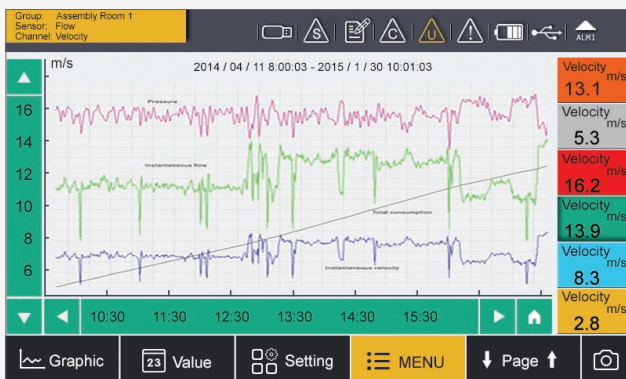 Group: Assembly Room 1
Sensor: Flow
Channel: Velocity
S
C
U
!
ALM1
m/s
2014 / 04 / 11 8:00:03 - 2015 / 1 / 30 10:01:03
Pressure
Instantaneous flow
Total consumption
Instantaneous velocity
16
14
12
10
8
6
10:30 11:30 12:30 13:30 14:30 15:30
Velocity m/s
13.1
Velocity m/s
5.3
Velocity m/s
16.2
Velocity m/s
13.9
Velocity m/s
8.3
Velocity m/s
2.8
Graphic 23 Value Setting MENU Page